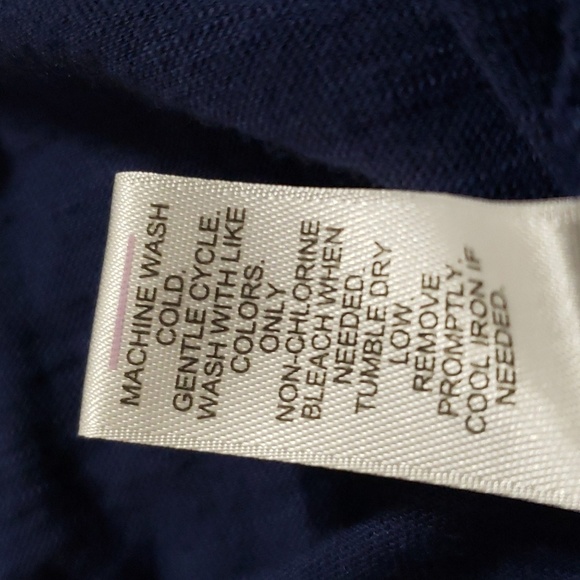 MACHINE WASH
COLD.
GENTLE CYCLE.
WASH WITH LIKE
COLORS.
ONLY
NON-CHLORINE
BLEACH WHEN
NEEDED.
TUMBLE DRY
LOW.
REMOVE
PROMPTLY.
COOL IRON IF
NEEDED.